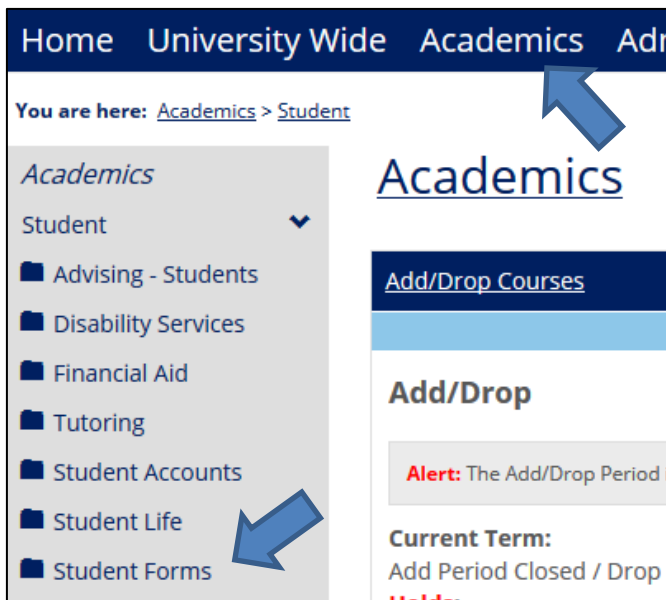 Home University Wide Academics
You are here: Academics > Student
Academics
Student
Advising - Students
Disability Services
Financial Aid
Tutoring
Student Accounts
Student Life
Student Forms
Academics
Add/Drop Courses
Add/Drop
Alert: The Add/Drop Period
Current Term:
Add Period Closed / Drop
Holds: